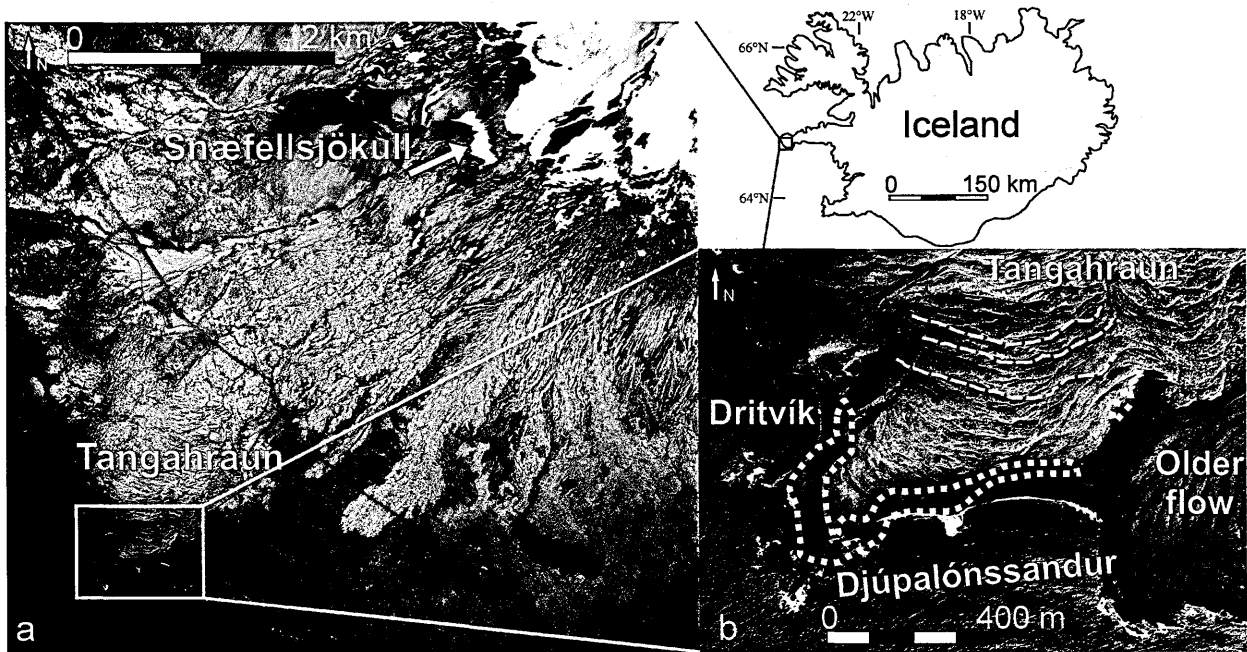 0 2 km
N
Snæfellsjökull
Tangahraun
a
22°W 18°W
66°N
Iceland
0 150 km
64°N
N
Tangahraun
Dritvík
Older
flow
Djúpalónssandur
0 400 m
b